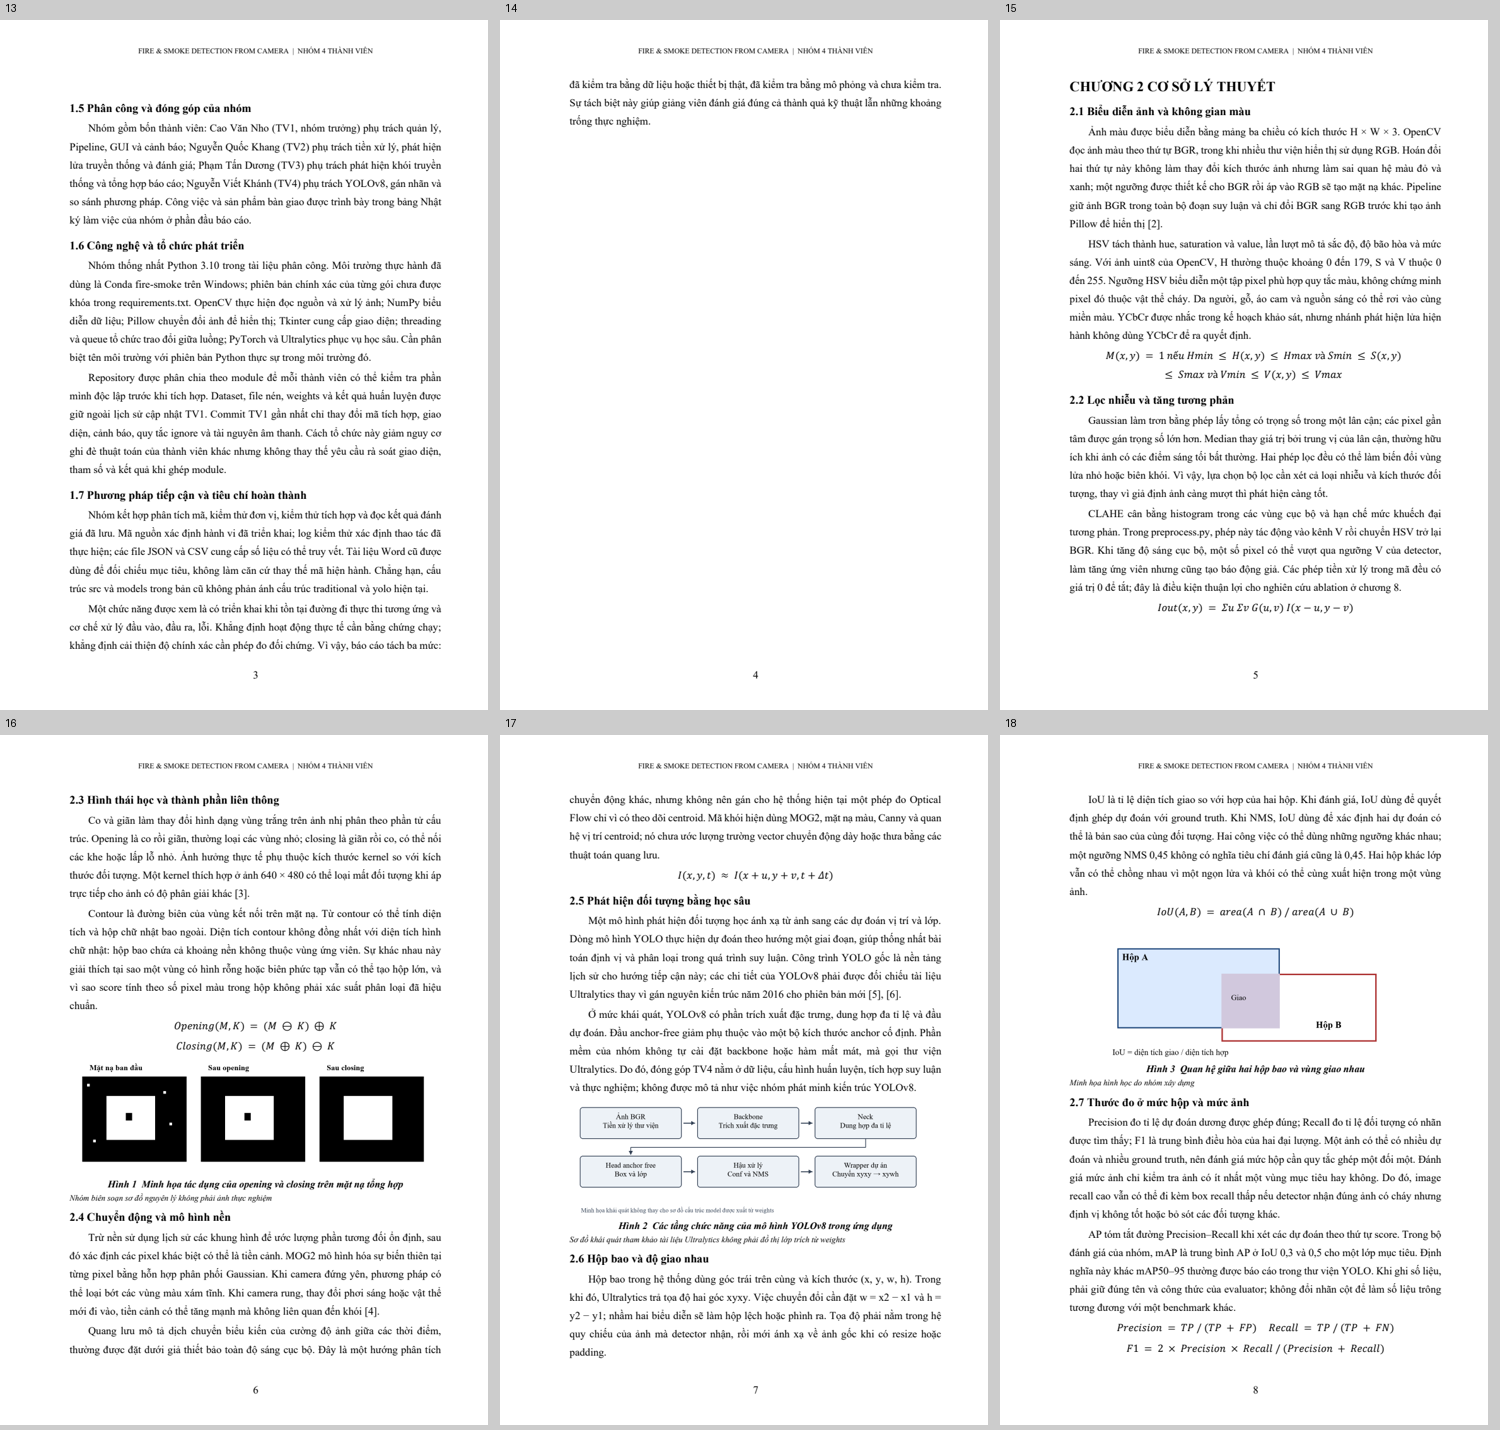 13
FIRE & SMOKE DETECTION FROM CAMERA | NHÓM 4 THÀNH VIÊN
1.5 Phân công và đóng góp của nhóm
Nhóm gồm bốn thành viên: Cao Văn Nho (TV1, nhóm trưởng) phụ trách quản lý,
Pipeline, GUI và cảnh báo; Nguyễn Quốc Khang (TV2) phụ trách tiền xử lý, phát hiện
lửa truyền thống và đánh giá; Phạm Tấn Dương (TV3) phụ trách phát hiện khói truyền
thống và tổng hợp báo cáo; Nguyễn Viết Khánh (TV4) phụ trách YOLOv8, gán nhãn và
so sánh phương pháp. Công việc và sản phẩm bàn giao được trình bày trong bảng Nhật
ký làm việc của nhóm ở phần đầu báo cáo.
1.6 Công nghệ và tổ chức phát triển
Nhóm thống nhất Python 3.10 trong tài liệu phân công. Môi trường thực hành đã
dùng là Conda fire-smoke trên Windows; phiên bản chính xác của từng gói chưa được
khóa trong requirements.txt. OpenCV thực hiện đọc nguồn và xử lý ảnh; NumPy biểu
diễn dữ liệu; Pillow chuyển đổi ảnh để hiển thị; Tkinter cung cấp giao diện; threading
và queue tổ chức trao đổi giữa luồng; PyTorch và Ultralytics phục vụ học sâu. Cần phân
biệt tên môi trường với phiên bản Python thực sự trong môi trường đó.
Repository được phân chia theo module để mỗi thành viên có thể kiểm tra phần
mình độc lập trước khi tích hợp. Dataset, file nén, weights và kết quả huấn luyện được
giữ ngoài lịch sử cập nhật TV1. Commit TV1 gần nhất chỉ thay đổi mã tích hợp, giao
diện, cảnh báo, quy tắc ignore và tài nguyên âm thanh. Cách tổ chức này giảm nguy cơ
ghi đè thuật toán của thành viên khác nhưng không thay thế yêu cầu rà soát giao diện,
tham số và kết quả khi ghép module.
1.7 Phương pháp tiếp cận và tiêu chí hoàn thành
Nhóm kết hợp phân tích mã, kiểm thử đơn vị, kiểm thử tích hợp và đọc kết quả đánh
giá đã lưu. Mã nguồn xác định hành vi đã triển khai; log kiểm thử xác định thao tác đã
thực hiện; các file JSON và CSV cung cấp số liệu có thể truy vết. Tài liệu Word cũ được
dùng để đối chiếu mục tiêu, không làm căn cứ thay thế mã hiện hành. Chẳng hạn, cấu
trúc src và models trong bản cũ không phản ánh cấu trúc traditional và yolo hiện tại.
Một chức năng được xem là có triển khai khi tồn tại đường đi thực thi tương ứng và
cơ chế xử lý đầu vào, đầu ra, lỗi. Khẳng định hoạt động thực tế cần bằng chứng chạy;
khẳng định cải thiện độ chính xác cần phép đo đối chứng. Vì vậy, báo cáo tách ba mức:
3
14
FIRE & SMOKE DETECTION FROM CAMERA | NHÓM 4 THÀNH VIÊN
đã kiểm tra bằng dữ liệu hoặc thiết bị thật, đã kiểm tra bằng mô phỏng và chưa kiểm tra.
Sự tách biệt này giúp giảng viên đánh giá đúng cả thành quả kỹ thuật lẫn những khoảng
trống thực nghiệm.
4
15
FIRE & SMOKE DETECTION FROM CAMERA | NHÓM 4 THÀNH VIÊN
CHƯƠNG 2 CƠ SỞ LÝ THUYẾT
2.1 Biểu diễn ảnh và không gian màu
Ảnh màu được biểu diễn bằng mảng ba chiều có kích thước H × W × 3. OpenCV
đọc ảnh màu theo thứ tự BGR, trong khi nhiều thư viện hiển thị sử dụng RGB. Hoán đổi
hai thứ tự này không làm thay đổi kích thước ảnh nhưng làm sai quan hệ màu đỏ và
xanh; một ngưỡng được thiết kế cho BGR rồi áp vào RGB sẽ tạo mặt nạ khác. Pipeline
giữ ảnh BGR trong toàn bộ đoạn suy luận và chỉ đổi BGR sang RGB trước khi tạo ảnh
Pillow để hiển thị [2].
HSV tách thành hue, saturation và value, lần lượt mô tả sắc độ, độ bão hòa và mức
sáng. Với ảnh uint8 của OpenCV, H thường thuộc khoảng 0 đến 179, S và V thuộc 0
đến 255. Ngưỡng HSV biểu diễn một tập pixel phù hợp quy tắc màu, không chứng minh
pixel đó thuộc vật thể cháy. Da người, gỗ, áo cam và nguồn sáng có thể rơi vào cùng
miền màu. YCbCr được nhắc trong kế hoạch khảo sát, nhưng nhánh phát hiện lửa hiện
hành không dùng YCbCr để ra quyết định.
M(x, y) = 1 nếu Hmin ≤ H(x, y) ≤ Hmax và Smin ≤ S(x, y)
≤ Smax và Vmin ≤ V(x, y) ≤ Vmax
2.2 Lọc nhiễu và tăng tương phản
Gaussian làm trơn bằng phép lấy tổng có trọng số trong một lân cận; các pixel gần
tâm được gán trọng số lớn hơn. Median thay giá trị bởi trung vị của lân cận, thường hữu
ích khi ảnh có các điểm sáng tối bất thường. Hai phép lọc đều có thể làm biến đổi vùng
lửa nhỏ hoặc biên khói. Vì vậy, lựa chọn bộ lọc cần xét cả loại nhiễu và kích thước đối
tượng, thay vì giả định ảnh càng mượt thì phát hiện càng tốt.
CLAHE cân bằng histogram trong các vùng cục bộ và hạn chế mức khuếch đại
tương phản. Trong preprocess.py, phép này tác động vào kênh V rồi chuyển HSV trở lại
BGR. Khi tăng độ sáng cục bộ, một số pixel có thể vượt qua ngưỡng V của detector,
làm tăng ứng viên nhưng cũng tạo báo động giả. Các phép tiền xử lý trong mã đều có
giá trị 0 để tắt; đây là điều kiện thuận lợi cho nghiên cứu ablation ở chương 8.
Iout(x, y) = Σu Σv G(u, v) I(x − u, y − v)
5
16
FIRE & SMOKE DETECTION FROM CAMERA | NHÓM 4 THÀNH VIÊN
2.3 Hình thái học và thành phần liên thông
Co và giãn làm thay đổi hình dạng vùng trắng trên ảnh nhị phân theo phần tử cấu
trúc. Opening là co rồi giãn, thường loại các vùng nhỏ; closing là giãn rồi co, có thể nối
các khe hoặc lấp lỗ nhỏ. Ảnh hưởng thực tế phụ thuộc kích thước kernel so với kích
thước đối tượng. Một kernel thích hợp ở ảnh 640 × 480 có thể loại mất đối tượng khi áp
trực tiếp cho ảnh có độ phân giải khác [3].
Contour là đường biên của vùng kết nối trên mặt nạ. Từ contour có thể tính diện
tích và hộp chữ nhật bao ngoài. Diện tích contour không đồng nhất với diện tích hình
chữ nhật: hộp bao chứa cả khoảng nền không thuộc vùng ứng viên. Sự khác nhau này
giải thích tại sao một vùng có hình rỗng hoặc biên phức tạp vẫn có thể tạo hộp lớn, và
vì sao score tính theo số pixel màu trong hộp không phải xác suất phân loại đã hiệu
chuẩn.
Opening(M, K) = (M ⊖ K) ⊕ K
Closing(M, K) = (M ⊕ K) ⊖ K
Mặt nạ ban đầu Sau opening Sau closing
Hình 1 Minh họa tác dụng của opening và closing trên mặt nạ tổng hợp
Nhóm biên soạn sơ đồ nguyên lý không phải ảnh thực nghiệm
2.4 Chuyển động và mô hình nền
Trừ nền sử dụng lịch sử các khung hình để ước lượng phần tương đối ổn định, sau
đó xác định các pixel khác biệt có thể là tiền cảnh. MOG2 mô hình hóa sự biến thiên tại
từng pixel bằng hỗn hợp phân phối Gaussian. Khi camera đứng yên, phương pháp có
thể loại bớt các vùng màu xám tĩnh. Khi camera rung, thay đổi phơi sáng hoặc vật thể
mới đi vào, tiền cảnh có thể tăng mạnh mà không liên quan đến khói [4].
Quang lưu mô tả dịch chuyển biểu kiến của cường độ ảnh giữa các thời điểm,
thường được đặt dưới giả thiết bảo toàn độ sáng cục bộ. Đây là một hướng phân tích
6
17
FIRE & SMOKE DETECTION FROM CAMERA | NHÓM 4 THÀNH VIÊN
chuyển động khác, nhưng không nên gán cho hệ thống hiện tại một phép đo Optical
Flow chỉ vì có theo dõi centroid. Mã khói hiện dùng MOG2, mặt nạ màu, Canny và quan
hệ vị trí centroid; nó chưa ước lượng trường vector chuyển động dày hoặc thưa bằng các
thuật toán quang lưu.
I(x, y, t) ≈ I(x + u, y + v, t + Δt)
2.5 Phát hiện đối tượng bằng học sâu
Một mô hình phát hiện đối tượng học ánh xạ từ ảnh sang các dự đoán vị trí và lớp.
Dòng mô hình YOLO thực hiện dự đoán theo hướng một giai đoạn, giúp thống nhất bài
toán định vị và phân loại trong quá trình suy luận. Công trình YOLO gốc là nền tảng
lịch sử cho hướng tiếp cận này; các chi tiết của YOLOv8 phải được đối chiếu tài liệu
Ultralytics thay vì gán nguyên kiến trúc năm 2016 cho phiên bản mới [5], [6].
Ở mức khái quát, YOLOv8 có phần trích xuất đặc trưng, dung hợp đa tỉ lệ và đầu
dự đoán. Đầu anchor-free giảm phụ thuộc vào một bộ kích thước anchor cố định. Phần
mềm của nhóm không tự cài đặt backbone hoặc hàm mất mát, mà gọi thư viện
Ultralytics. Do đó, đóng góp TV4 nằm ở dữ liệu, cấu hình huấn luyện, tích hợp suy luận
và thực nghiệm; không được mô tả như việc nhóm phát minh kiến trúc YOLOv8.
Ảnh BGR
Tiền xử lý thư viện
Backbone
Trích xuất đặc trưng
Neck
Dung hợp đa tỉ lệ
Head anchor free
Box và lớp
Hậu xử lý
Conf và NMS
Wrapper dự án
Chuyển xyxy → xywh
Minh họa khái quát không thay cho sơ đồ cấu trúc model được xuất từ weights
Hình 2 Các tầng chức năng của mô hình YOLOv8 trong ứng dụng
Sơ đồ khái quát tham khảo tài liệu Ultralytics không phải đồ thị lớp trích từ weights
2.6 Hộp bao và độ giao nhau
Hộp bao trong hệ thống dùng góc trái trên cùng và kích thước (x, y, w, h). Trong
khi đó, Ultralytics trả tọa độ hai góc xyxy. Việc chuyển đổi cần đặt w = x2 − x1 và h =
y2 − y1; nhầm hai biểu diễn sẽ làm hộp lệch hoặc phình ra. Tọa độ phải nằm trong hệ
quy chiếu của ảnh mà detector nhận, rồi mới ánh xạ về ảnh gốc khi có resize hoặc
padding.
7
18
FIRE & SMOKE DETECTION FROM CAMERA | NHÓM 4 THÀNH VIÊN
IoU là tỉ lệ diện tích giao so với hợp của hai hộp. Khi đánh giá, IoU dùng để quyết
định ghép dự đoán với ground truth. Khi NMS, IoU dùng để xác định hai dự đoán có
thể là bản sao của cùng đối tượng. Hai công việc có thể dùng những ngưỡng khác nhau;
một ngưỡng NMS 0,45 không có nghĩa tiêu chí đánh giá cũng là 0,45. Hai hộp khác lớp
vẫn có thể chồng nhau vì một ngọn lửa và khói có thể cùng xuất hiện trong một vùng
ảnh.
IoU(A, B) = area(A ∩ B) / area(A ∪ B)
Hộp A
Giao
Hộp B
IoU = diện tích giao / diện tích hợp
Hình 3 Quan hệ giữa hai hộp bao và vùng giao nhau
Minh họa hình học do nhóm xây dựng
2.7 Thước đo ở mức hộp và mức ảnh
Precision đo tỉ lệ dự đoán dương được ghép đúng; Recall đo tỉ lệ đối tượng có nhãn
được tìm thấy; F1 là trung bình điều hòa của hai đại lượng. Một ảnh có thể có nhiều dự
đoán và nhiều ground truth, nên đánh giá mức hộp cần quy tắc ghép một đối một. Đánh
giá mức ảnh chỉ kiểm tra ảnh có ít nhất một vùng mục tiêu hay không. Do đó, image
recall cao vẫn có thể đi kèm box recall thấp nếu detector nhận đúng ảnh có cháy nhưng
định vị không tốt hoặc bỏ sót các đối tượng khác.
AP tóm tắt đường Precision–Recall khi xét các dự đoán theo thứ tự score. Trong bộ
đánh giá của nhóm, mAP là trung bình AP ở IoU 0,3 và 0,5 cho một lớp mục tiêu. Định
nghĩa này khác mAP50–95 thường được báo cáo trong thư viện YOLO. Khi ghi số liệu,
phải giữ đúng tên và công thức của evaluator; không đổi nhãn cột để làm số liệu trông
tương đương với một benchmark khác.
Precision = TP / (TP + FP) Recall = TP / (TP + FN)
F1 = 2 × Precision × Recall / (Precision + Recall)
8